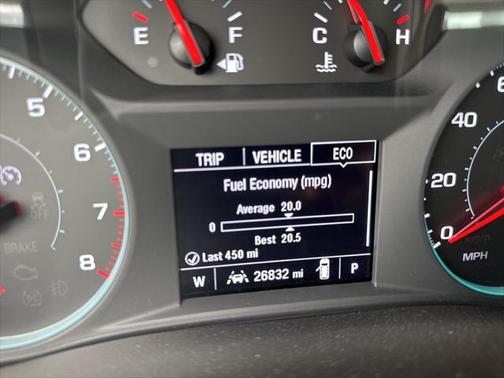 E F C H
8 7 6 5
OFF
BRAKE
TRIP VEHICLE ECO
Fuel Economy (mpg)
Average 20.0
0
Best 20.5
Last 450 mi
W 26832 mi P
0 20 40
MPH
km/h